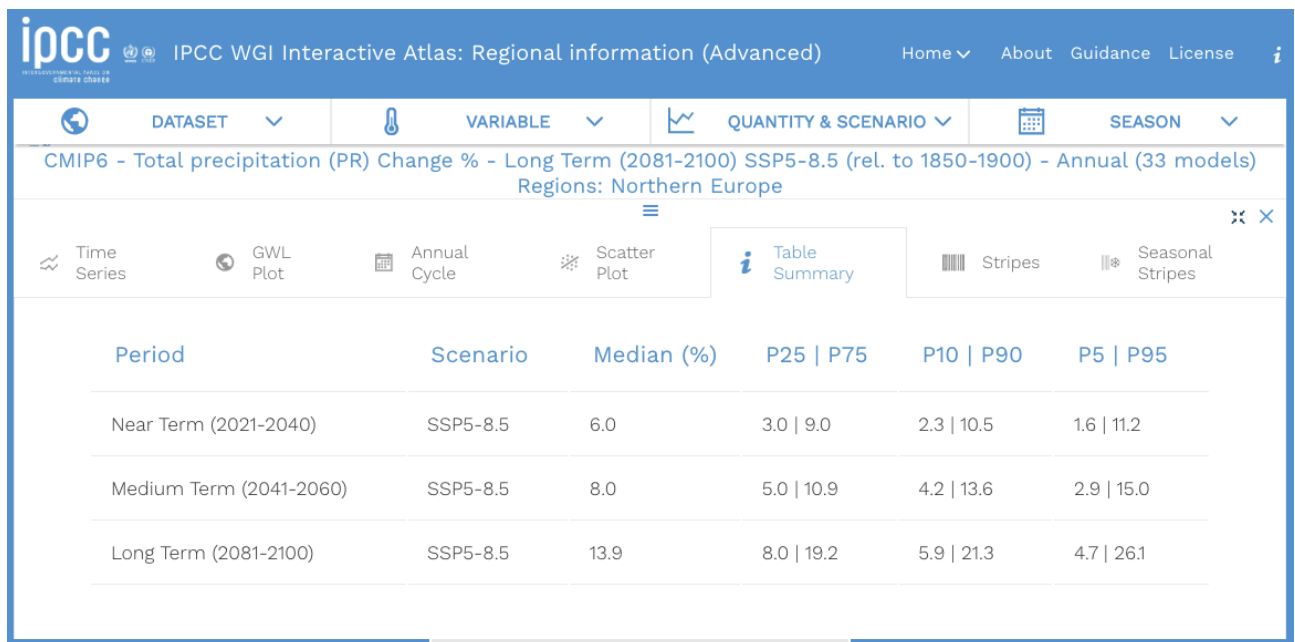 ipcc
INTERGOVERNMENTAL PANEL ON
climate change
IPCC WGI Interactive Atlas: Regional information (Advanced)
Home About Guidance License i
DATASET VARIABLE QUANTITY & SCENARIO SEASON
CMIP6 - Total precipitation (PR) Change % - Long Term (2081-2100) SSP5-8.5 (rel. to 1850-1900) - Annual (33 models)
Regions: Northern Europe
Time Series GWL Plot Annual Cycle Scatter Plot i Table Summary Stripes Seasonal Stripes
Period Scenario Median (%) P25 | P75 P10 | P90 P5 | P95
Near Term (2021-2040) SSP5-8.5 6.0 3.0 | 9.0 2.3 | 10.5 1.6 | 11.2
Medium Term (2041-2060) SSP5-8.5 8.0 5.0 | 10.9 4.2 | 13.6 2.9 | 15.0
Long Term (2081-2100) SSP5-8.5 13.9 8.0 | 19.2 5.9 | 21.3 4.7 | 26.1